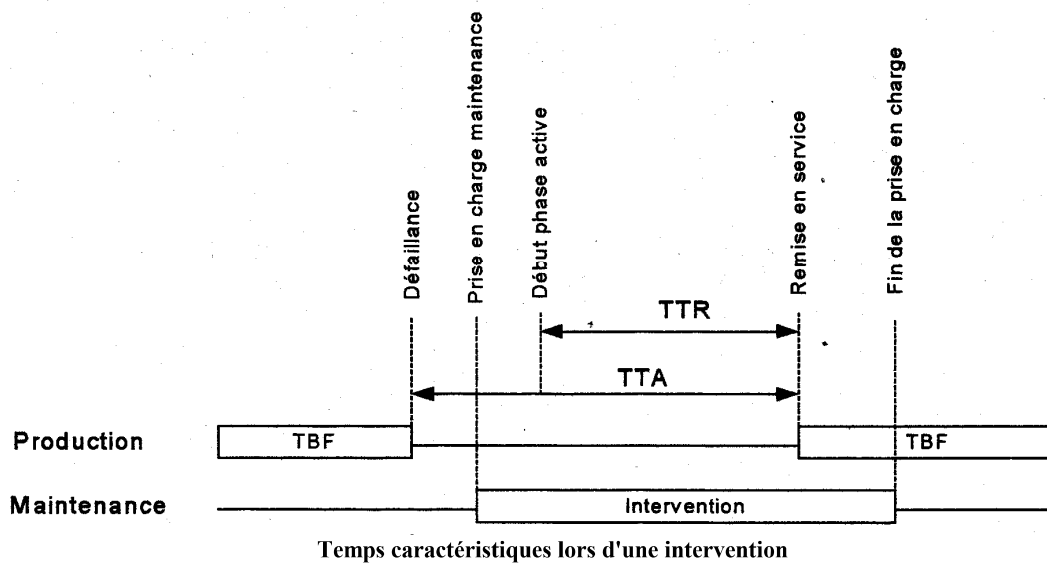 Défaillance
Prise en charge maintenance
Début phase active
Remise en service
Fin de la prise en charge
TTR
TTA
Production
TBF
TBF
Maintenance
Intervention
Temps caractéristiques lors d'une intervention